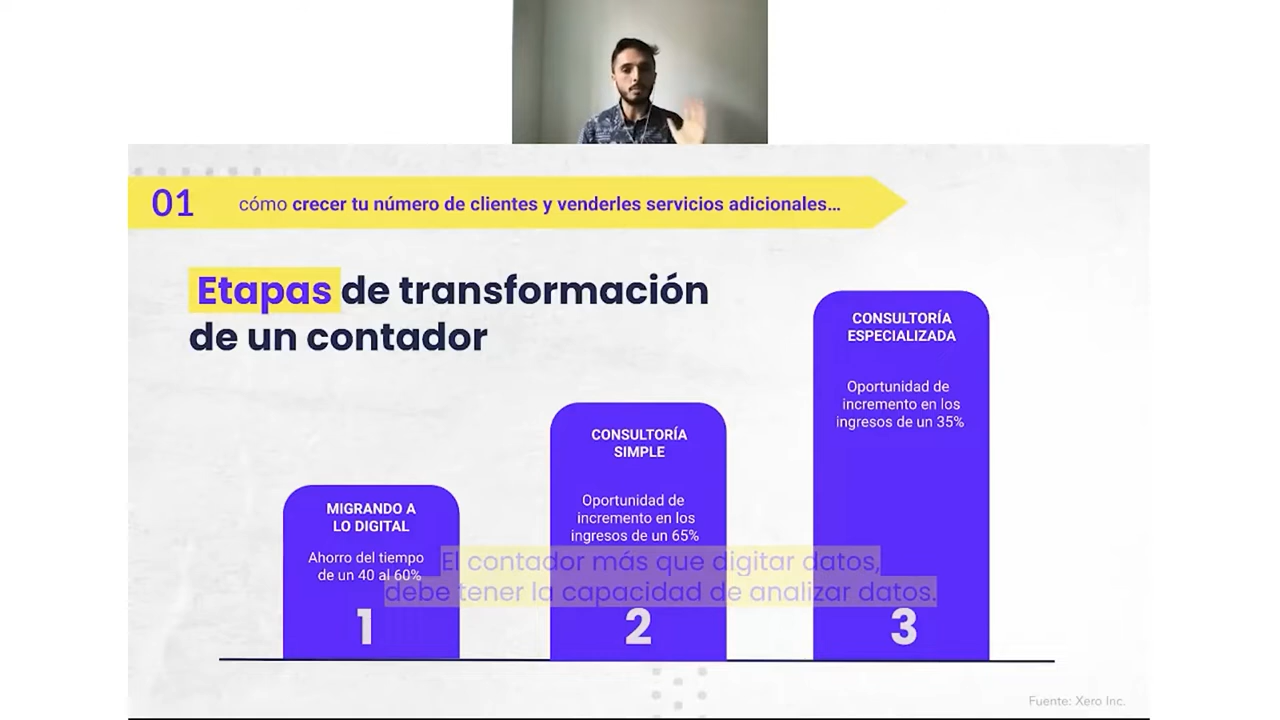 01
cómo crecer tu número de clientes y venderles servicios adicionales…
Etapas de transformación
de un contador
MIGRANDO A
LO DIGITAL
Ahorro del tiempo
de un 40 al 60%
1
CONSULTORÍA
SIMPLE
Oportunidad de
incremento en los
ingresos de un 65%
2
CONSULTORÍA
ESPECIALIZADA
Oportunidad de
incremento en los
ingresos de un 35%
3
El contador más que digitar datos,
debe tener la capacidad de analizar datos.
Fuente: Xero Inc.